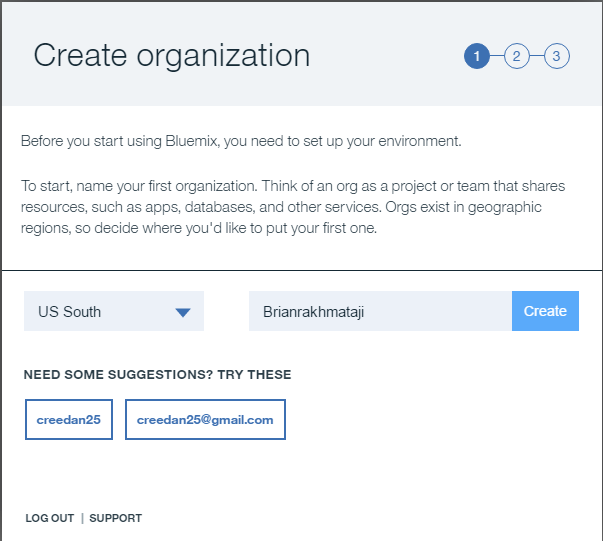 Create organization
1 2 3
Before you start using Bluemix, you need to set up your environment.
To start, name your first organization. Think of an org as a project or team that shares
resources, such as apps, databases, and other services. Orgs exist in geographic
regions, so decide where you'd like to put your first one.
US South Brianrakhmataji Create
NEED SOME SUGGESTIONS? TRY THESE
creedan25 creedan25@gmail.com
LOG OUT | SUPPORT